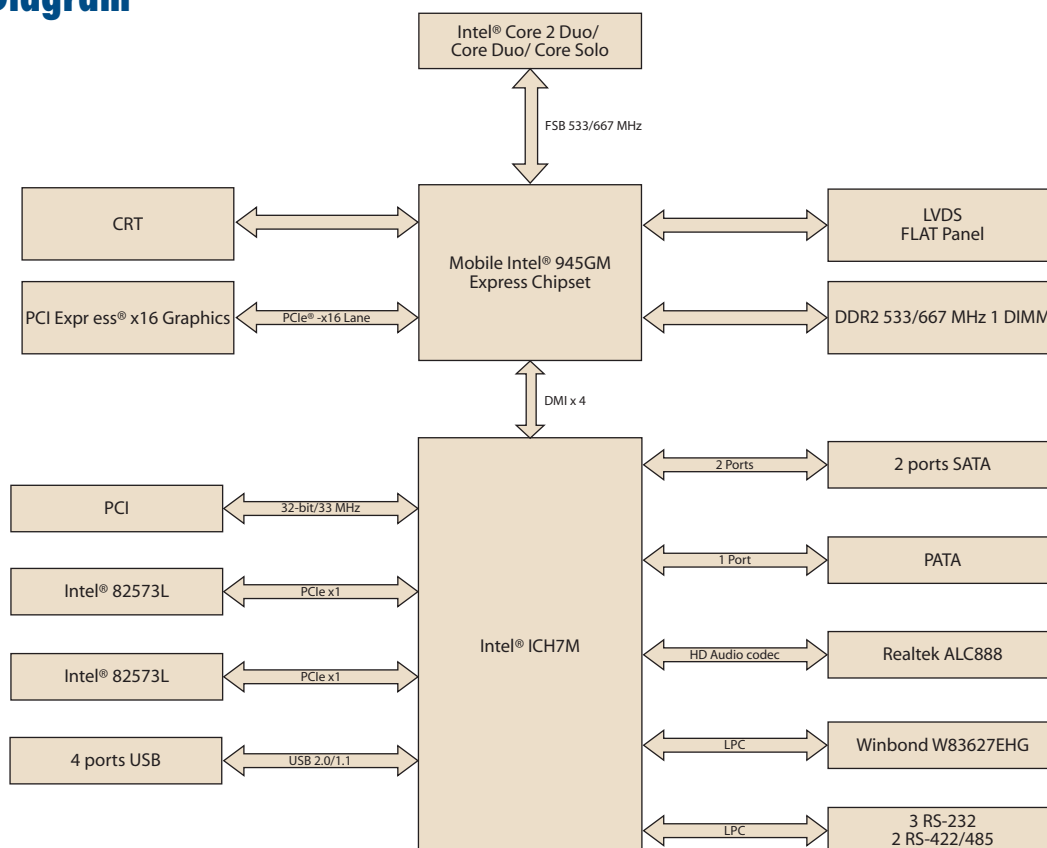 Diagram
Intel® Core 2 Duo/
Core Duo/ Core Solo
FSB 533/667 MHz
CRT
Mobile Intel® 945GM
Express Chipset
LVDS
FLAT Panel
PCI Expr ess® x16 Graphics
PCIe® -x16 Lane
DDR2 533/667 MHz 1 DIMM
DMI x 4
2 Ports
2 ports SATA
PCI
32-bit/33 MHz
1 Port
PATA
Intel® 82573L
PCIe x1
Intel® ICH7M
HD Audio codec
Realtek ALC888
Intel® 82573L
PCIe x1
LPC
Winbond W83627EHG
4 ports USB
USB 2.0/1.1
LPC
3 RS-232
2 RS-422/485